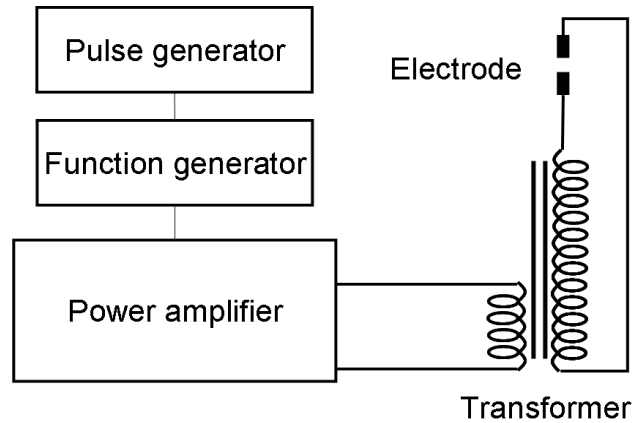 Pulse generator
Electrode
Function generator
Power amplifier
Transformer